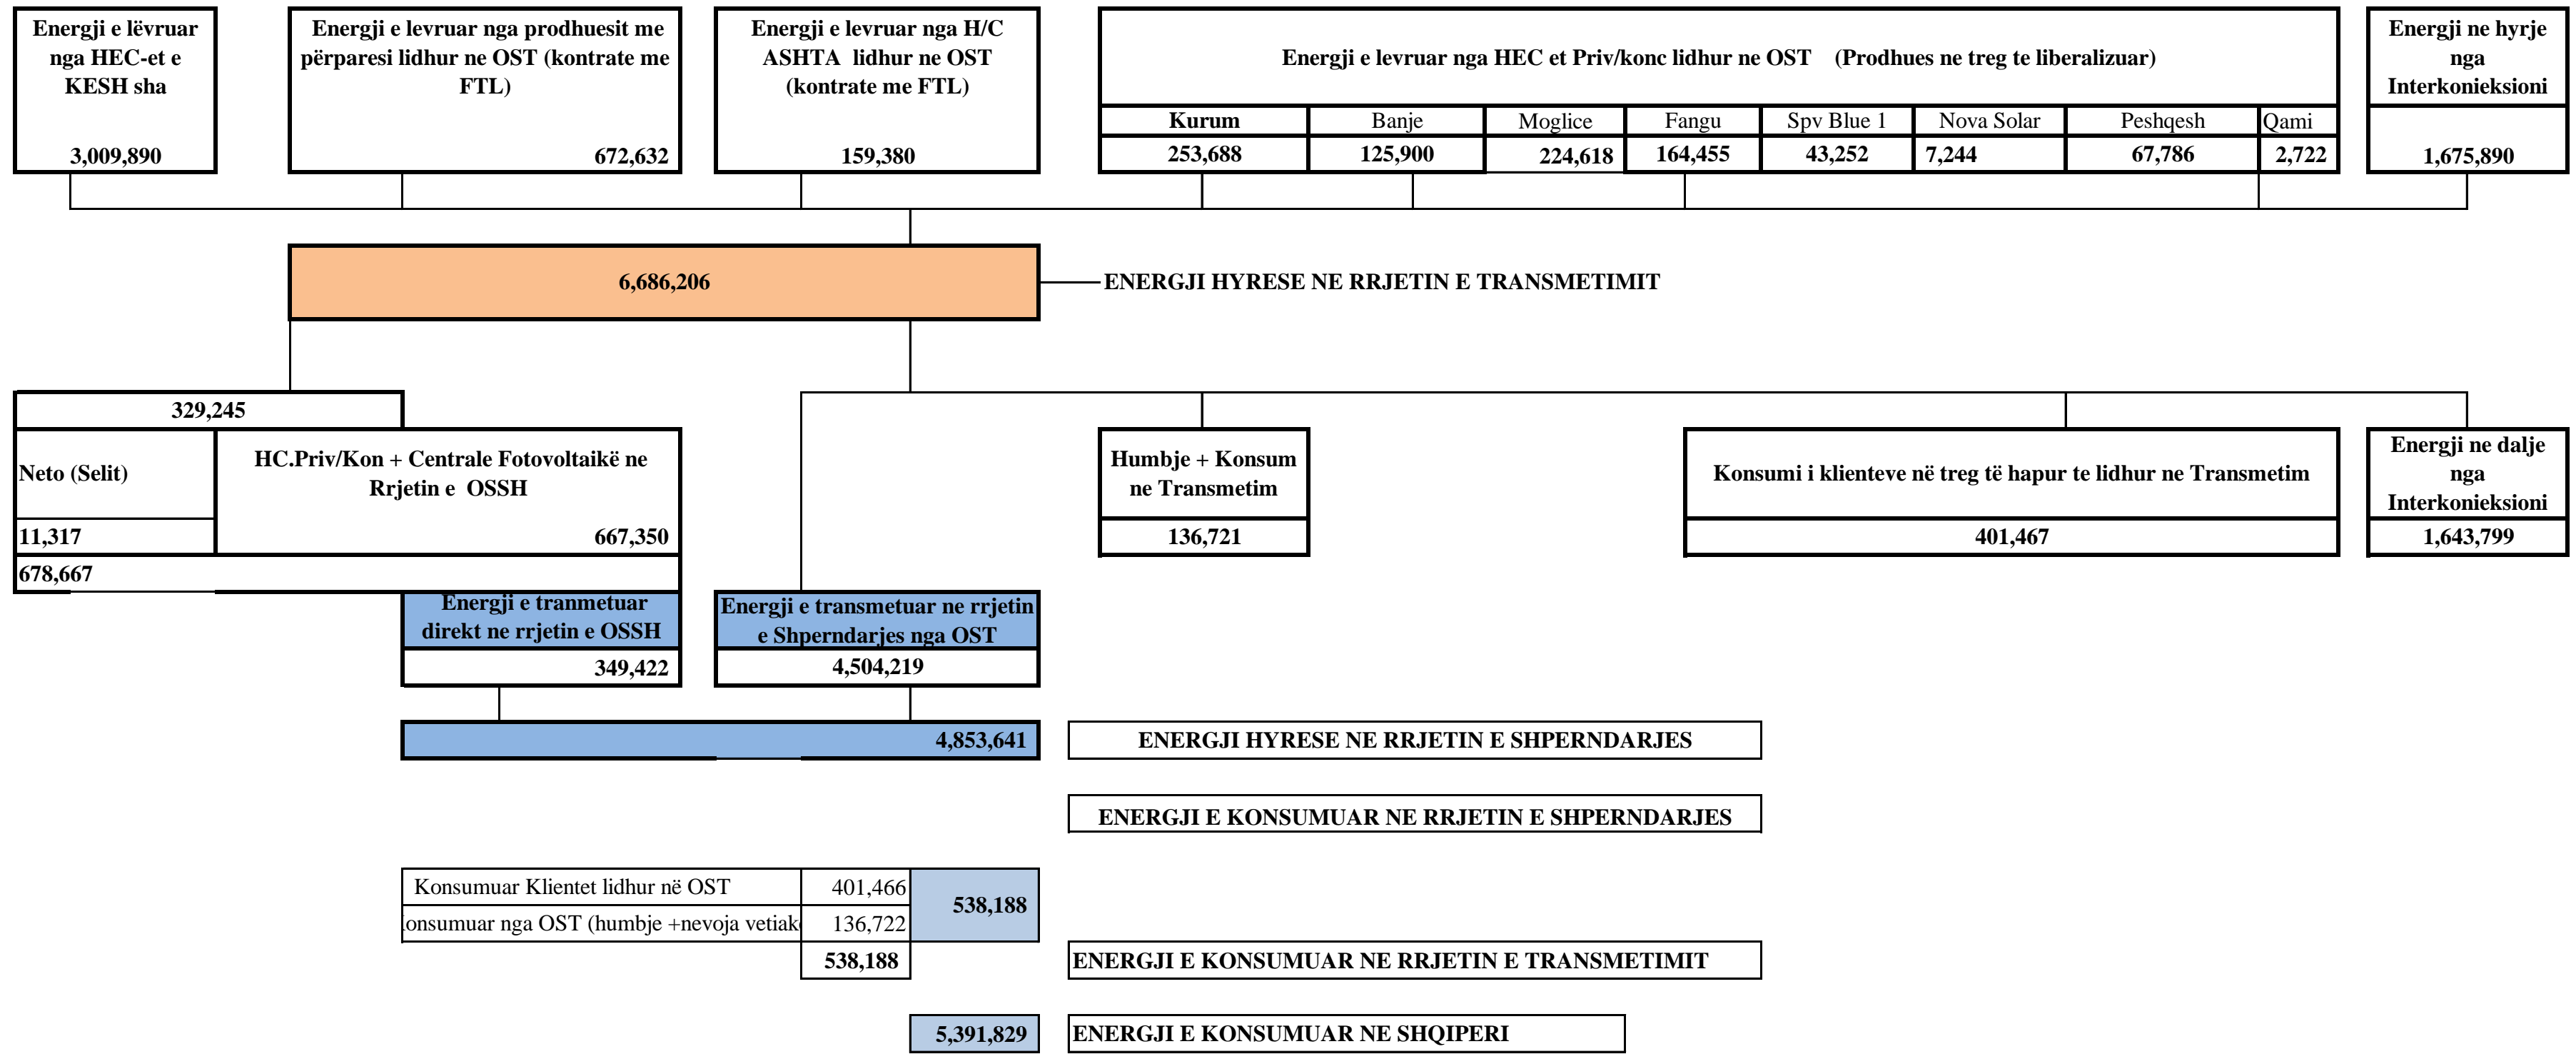 Energji e lëvruar
nga HEC-et e
KESH sha
3,009,890
Energji e levruar nga prodhuesit me
përparesi lidhur ne OST (kontrate me
FTL)
672,632
Energji e levruar nga H/C
ASHTA lidhur ne OST
(kontrate me FTL)
159,380
Energji e levruar nga HEC et Priv/konc lidhur ne OST (Prodhues ne treg te liberalizuar)
Kurum Banje Moglice Fangu Spv Blue 1 Nova Solar Peshqesh Qami
253,688 125,900 224,618 164,455 43,252 7,244 67,786 2,722
Energji ne hyrje
nga
Interkonieksioni
1,675,890
6,686,206
ENERGJI HYRESE NE RRJETIN E TRANSMETIMIT
329,245
Neto (Selit)
11,317
HC.Priv/Kon + Centrale Fotovoltaikë ne
Rrjetin e OSSH
667,350
678,667
Humbje + Konsum
ne Transmetim
136,721
Konsumi i klienteve në treg të hapur te lidhur ne Transmetim
401,467
Energji ne dalje
nga
Interkonieksioni
1,643,799
Energji e tranmetuar
direkt ne rrjetin e OSSH
349,422
Energji e transmetuar ne rrjetin
e Shperndarjes nga OST
4,504,219
4,853,641
ENERGJI HYRESE NE RRJETIN E SHPERNDARJES
ENERGJI E KONSUMUAR NE RRJETIN E SHPERNDARJES
Konsumuar Klientet lidhur në OST 401,466
538,188
onsumuar nga OST (humbje +nevoja vetiak 136,722
538,188
ENERGJI E KONSUMUAR NE RRJETIN E TRANSMETIMIT
5,391,829
ENERGJI E KONSUMUAR NE SHQIPERI